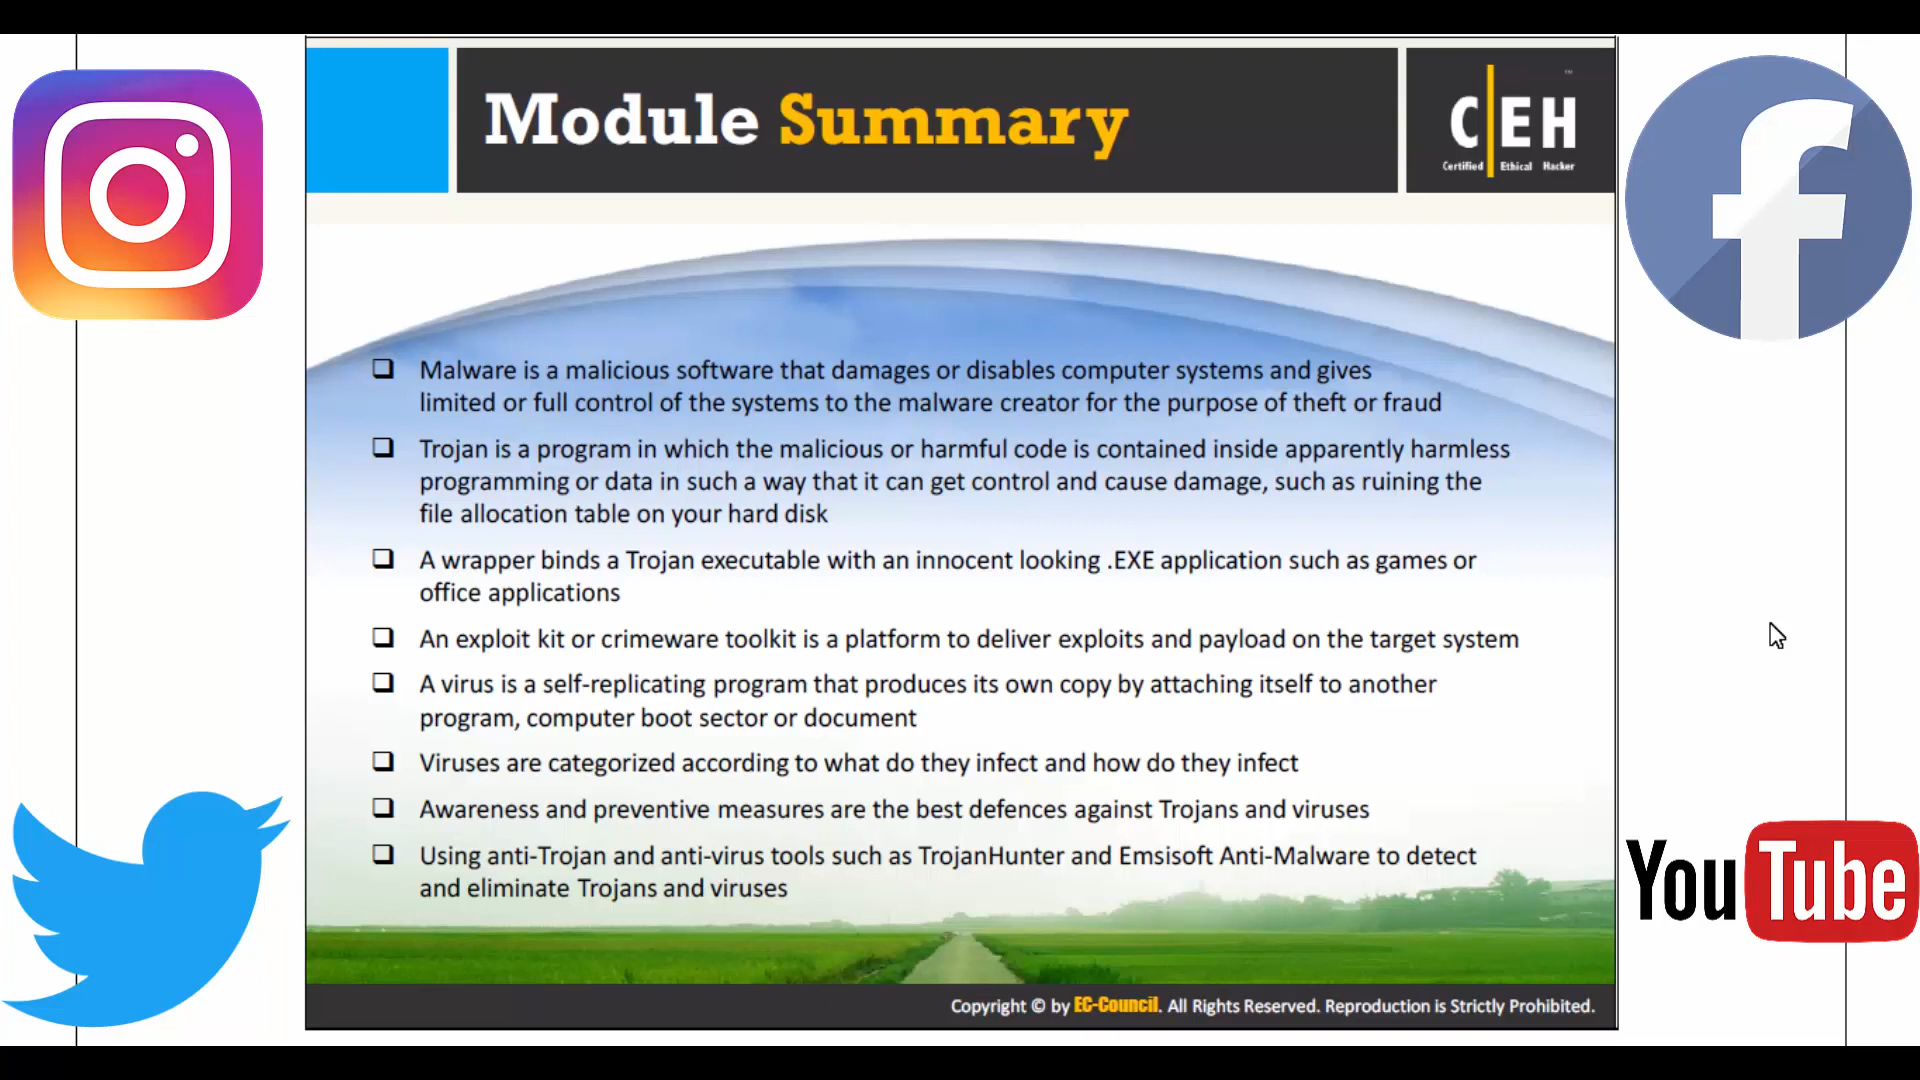 Module Summary
C|EH
TM
Certified Ethical Hacker
❑ Malware is a malicious software that damages or disables computer systems and gives
limited or full control of the systems to the malware creator for the purpose of theft or fraud
❑ Trojan is a program in which the malicious or harmful code is contained inside apparently harmless
programming or data in such a way that it can get control and cause damage, such as ruining the
file allocation table on your hard disk
❑ A wrapper binds a Trojan executable with an innocent looking .EXE application such as games or
office applications
❑ An exploit kit or crimeware toolkit is a platform to deliver exploits and payload on the target system
❑ A virus is a self-replicating program that produces its own copy by attaching itself to another
program, computer boot sector or document
❑ Viruses are categorized according to what do they infect and how do they infect
❑ Awareness and preventive measures are the best defences against Trojans and viruses
❑ Using anti-Trojan and anti-virus tools such as TrojanHunter and Emsisoft Anti-Malware to detect
and eliminate Trojans and viruses
YouTube
Copyright © by EC-Council. All Rights Reserved. Reproduction is Strictly Prohibited.